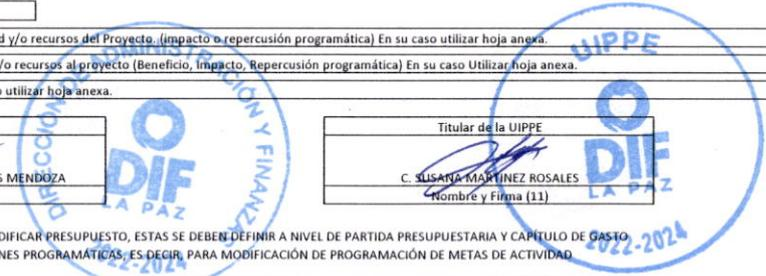 d y/o recursos del Proyecto. (impacto o repercusión programática) En su caso utilizar hoja anexa.
/o recursos al proyecto (Beneficio, Impacto, Repercusión programática) En su caso Utilizar hoja anexa.
utilizar hoja anexa.
DIRECCIÓN DE ADMINISTRACIÓN Y FINANZAS
DIF
LA PAZ
2022-2024
UIPPE
DIF
LA PAZ
2022-2024
MENDOZA
Titular de la UIPPE
C. SUSANA MARTINEZ ROSALES
Nombre y Firma (11)
DIFICAR PRESUPUESTO, ESTAS SE DEBEN DEFINIR A NIVEL DE PARTIDA PRESUPUESTARIA Y CAPÍTULO DE GASTO
NES PROGRAMÁTICAS, ES DECIR, PARA MODIFICACIÓN DE PROGRAMACIÓN DE METAS DE ACTIVIDAD